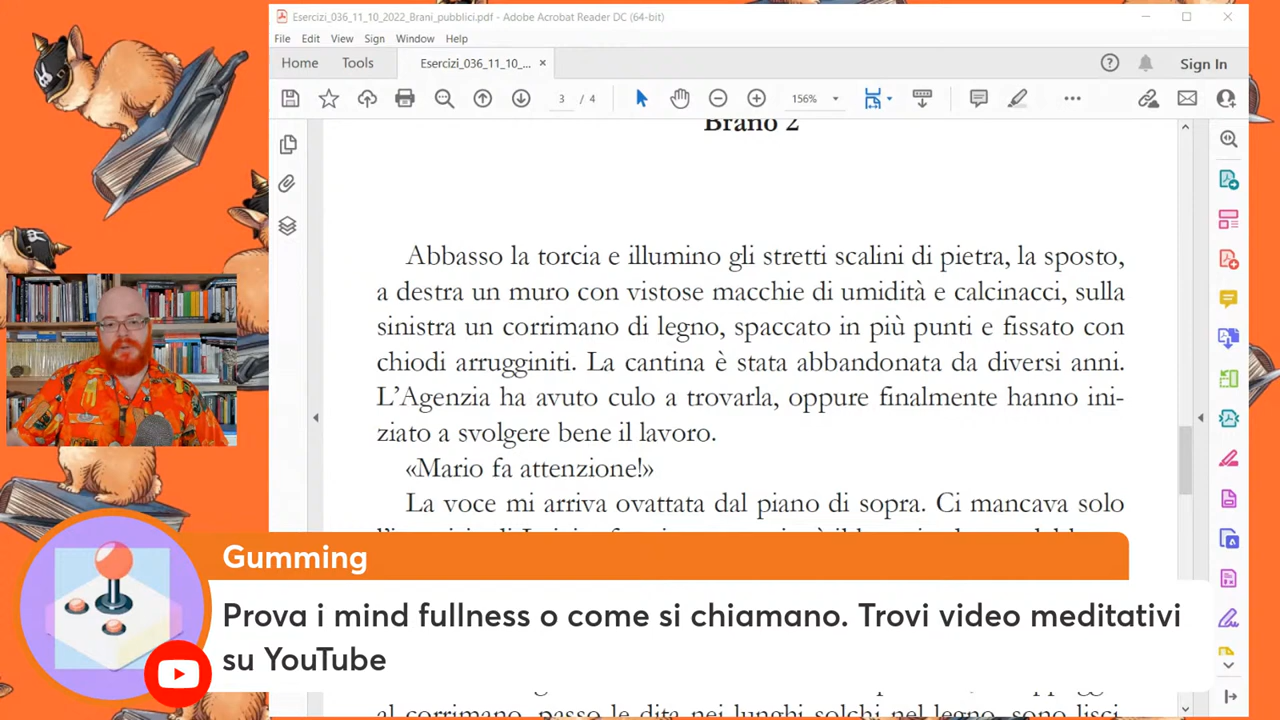 Esercizi_036_11_10_2022_Brani_pubblici.pdf - Adobe Acrobat Reader DC (64-bit)
File Edit View Sign Window Help
Home Tools Esercizi_036_11_10_... × Sign In
3 / 4 156%
Brano 2
Abbasso la torcia e illumino gli stretti scalini di pietra, la sposto,
a destra un muro con vistose macchie di umidità e calcinacci, sulla
sinistra un corrimano di legno, spaccato in più punti e fissato con
chiodi arrugginiti. La cantina è stata abbandonata da diversi anni.
L'Agenzia ha avuto culo a trovarla, oppure finalmente hanno ini-
ziato a svolgere bene il lavoro.
«Mario fa attenzione!»
La voce mi arriva ovattata dal piano di sopra. Ci mancava solo
Gumming
Prova i mind fullness o come si chiamano. Trovi video meditativi
su YouTube
al corrimano, passo le dita nei lunghi solchi nel legno, sono lisci